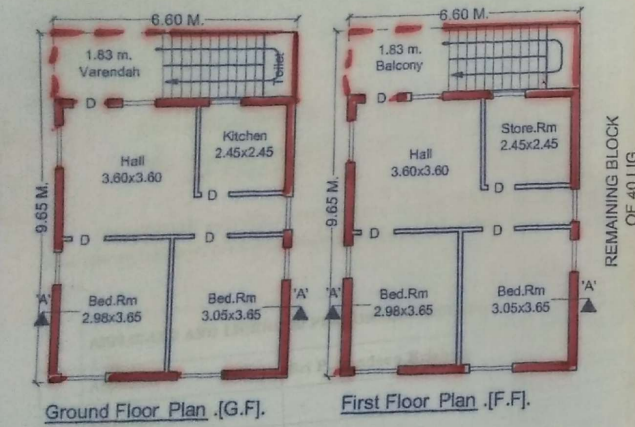 6.60 M.
1.83 m.
Varendah
Toilet
D
Kitchen
2.45x2.45
Hall
3.60x3.60
D
9.65 M.
D
D
'A'
Bed.Rm
2.98x3.65
Bed.Rm
3.05x3.65
'A'
Ground Floor Plan .[G.F].
6.60 M.
1.83 m.
Balcony
D
Store.Rm
2.45x2.45
Hall
3.60x3.60
D
9.65 M.
D
D
'A'
Bed.Rm
2.98x3.65
Bed.Rm
3.05x3.65
'A'
First Floor Plan .[F.F].
REMAINING BLOCK
OF 40 LIG